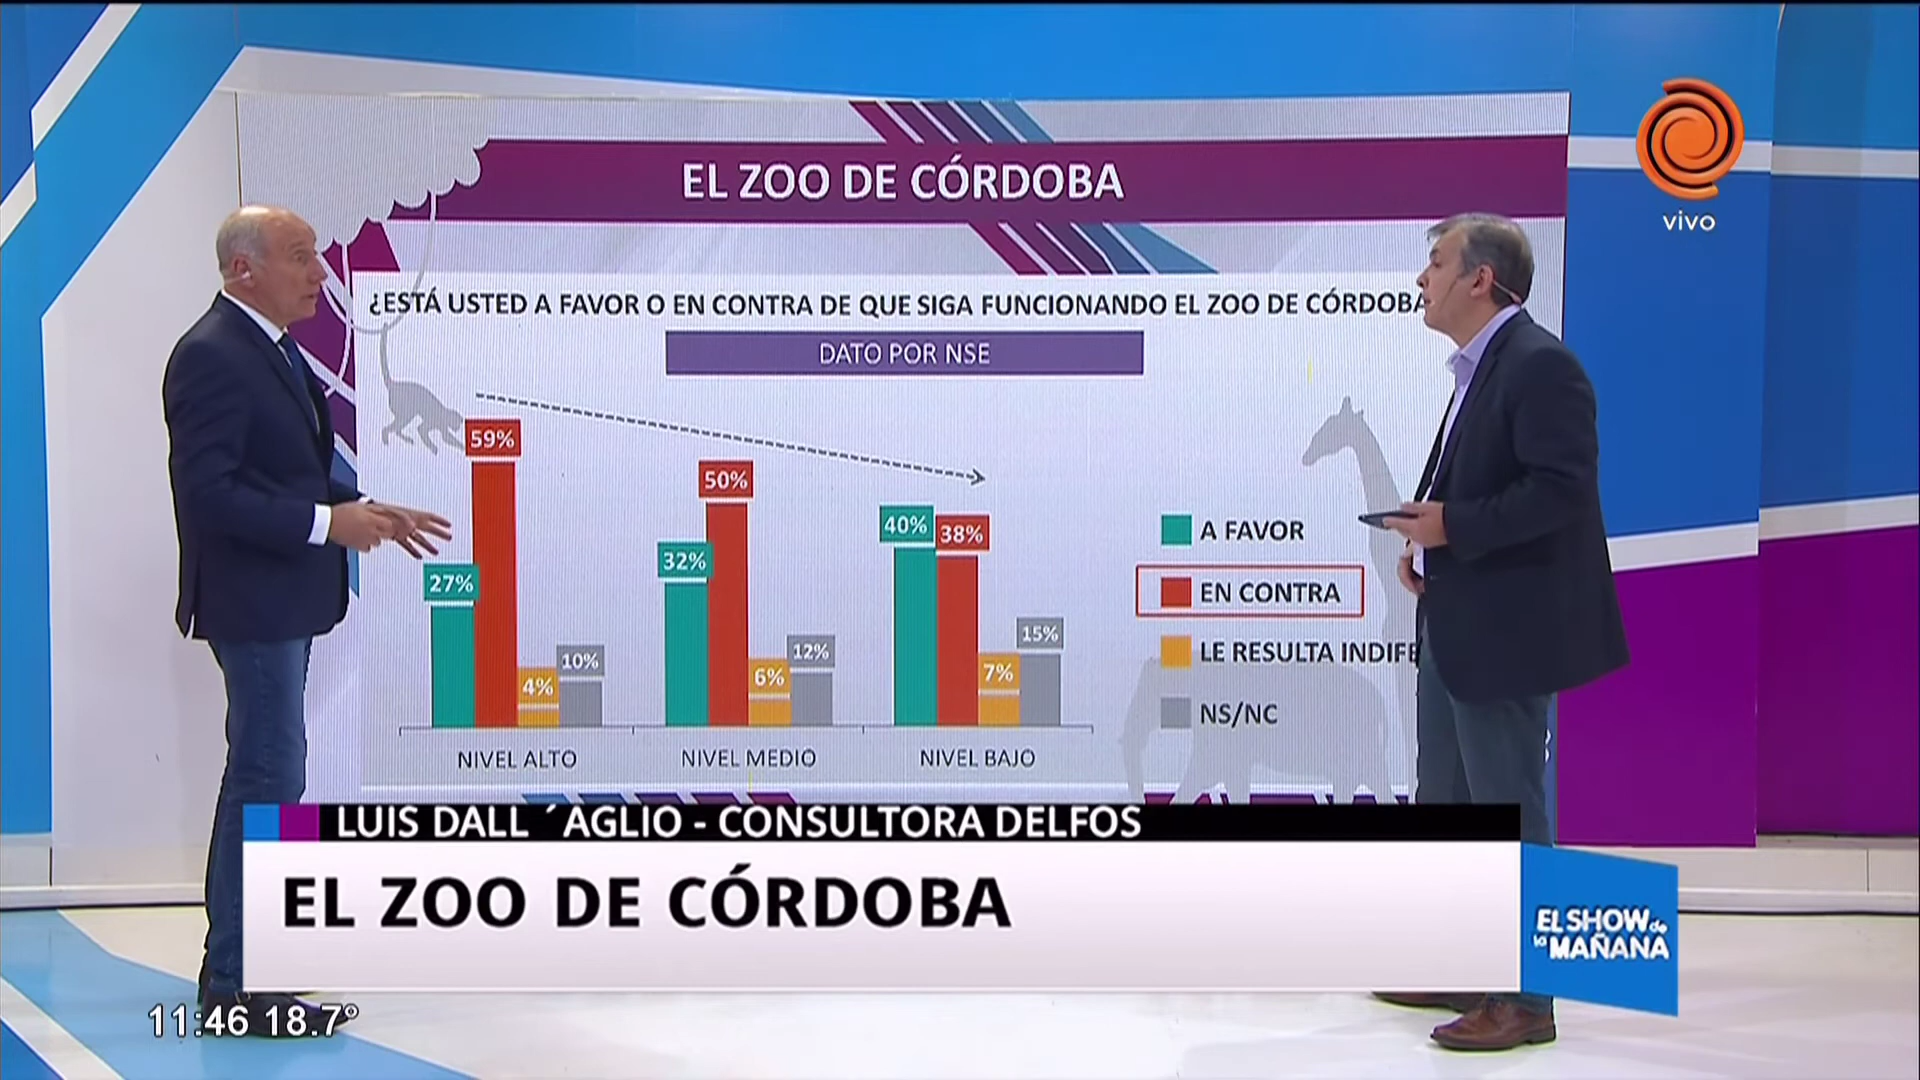 EL ZOO DE CÓRDOBA
vivo
¿ESTÁ USTED A FAVOR O EN CONTRA DE QUE SIGA FUNCIONANDO EL ZOO DE CÓRDOBA
DATO POR NSE
59%
50%
40%
38%
32%
27%
15%
12%
10%
7%
6%
4%
A FAVOR
EN CONTRA
LE RESULTA INDIFE
NS/NC
NIVEL ALTO
NIVEL MEDIO
NIVEL BAJO
LUIS DALL ´AGLIO - CONSULTORA DELFOS
EL ZOO DE CÓRDOBA
EL SHOW de
la MAÑANA
11:46 18.7°